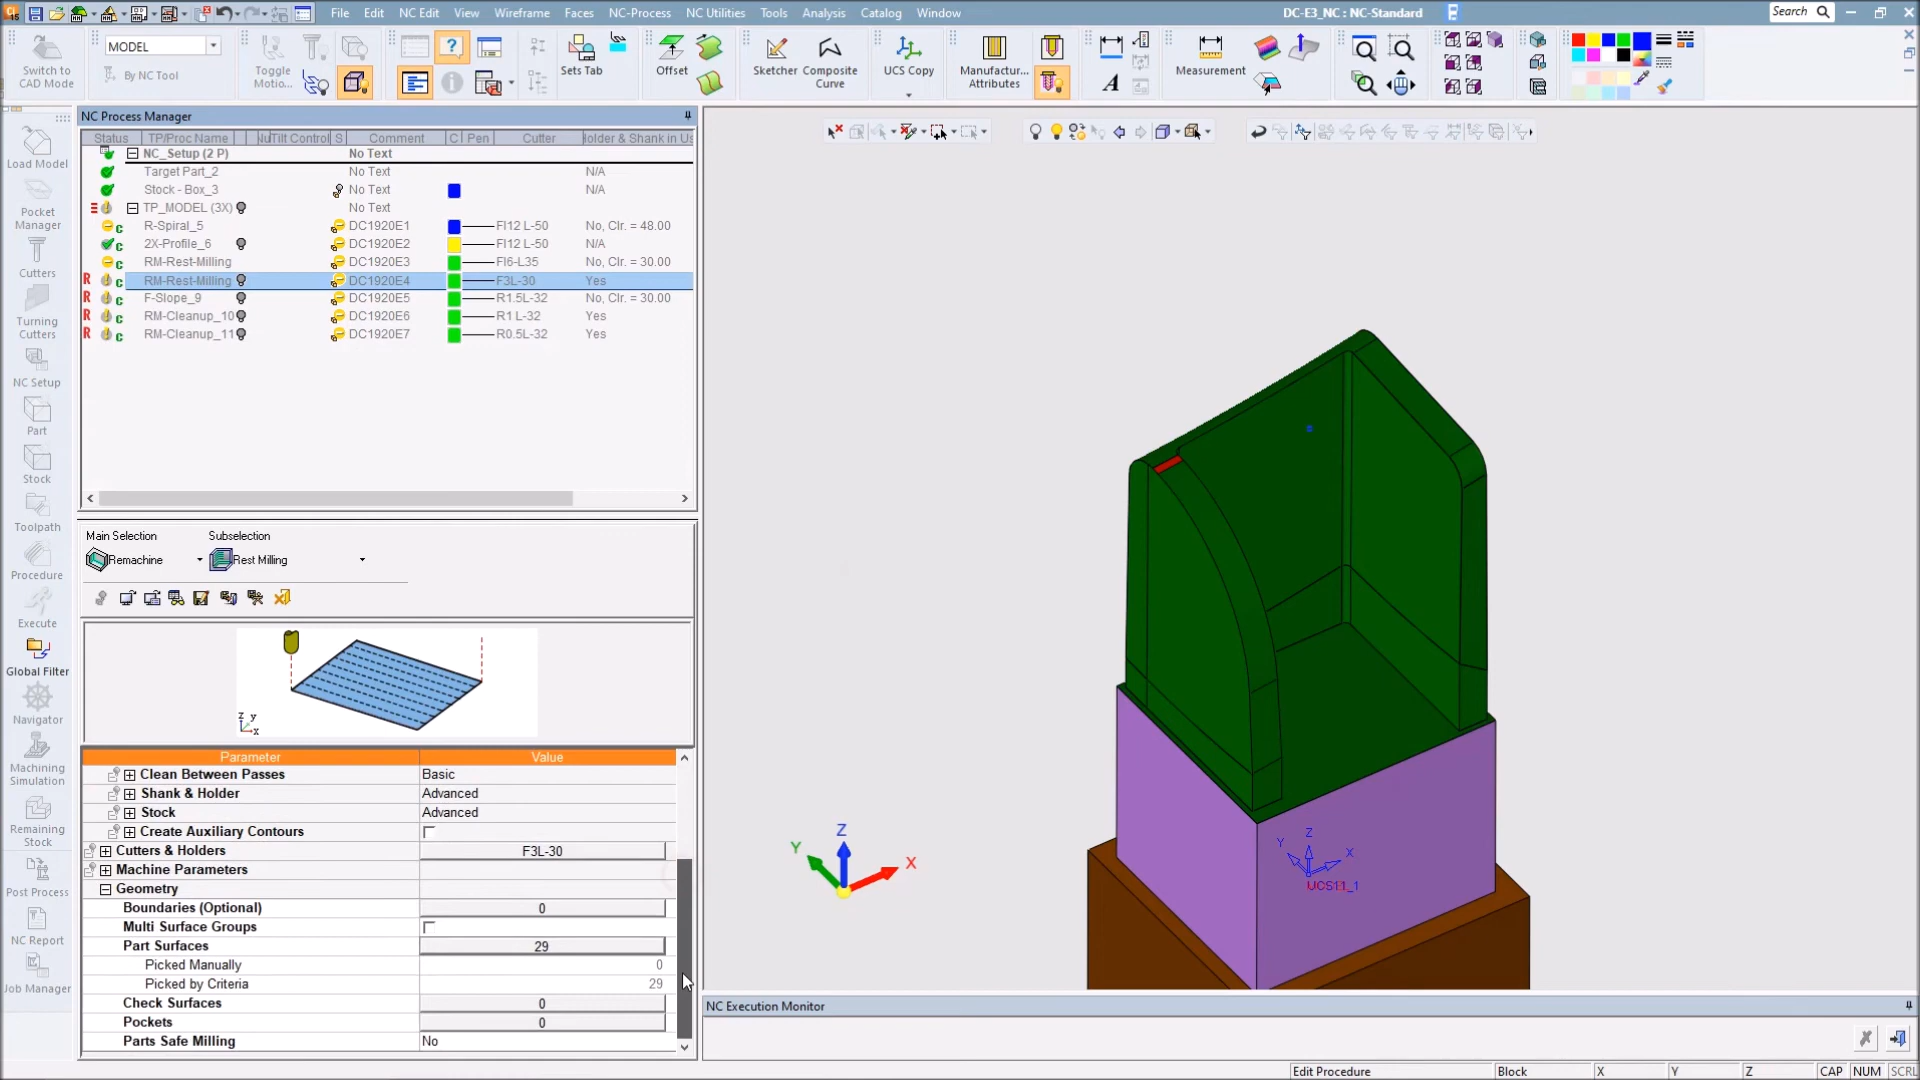 File Edit NC Edit View Wireframe Faces NC-Process NC Utilities Tools Analysis Catalog Window
DC-E3_NC : NC-Standard
Search
Switch to CAD Mode
MODEL
By NC Tool
Toggle Motio...
Sets Tab
Offset
Sketcher
Composite Curve
UCS Copy
Manufactur... Attributes
A
Measurement
NC Process Manager
Status TP/Proc Name Tilt Control S Comment C Pen Cutter Holder & Shank in Us
NC_Setup (2 P) No Text
Target Part_2 No Text N/A
Stock - Box_3 No Text N/A
TP_MODEL (3X) No Text
R-Spiral_5 DC1920E1 Fl12 L-50 No, Clr. = 48.00
2X-Profile_6 DC1920E2 Fl12 L-50 N/A
RM-Rest-Milling DC1920E3 Fl6-L35 No, Clr. = 30.00
R RM-Rest-Milling DC1920E4 F3L-30 Yes
R F-Slope_9 DC1920E5 R1.5L-32 No, Clr. = 30.00
R RM-Cleanup_10 DC1920E6 R1 L-32 Yes
R RM-Cleanup_11 DC1920E7 R0.5L-32 Yes
Load Model
Pocket Manager
Cutters
Turning Cutters
NC Setup
Part
Stock
Toolpath
Procedure
Execute
Global Filter
Navigator
Machining Simulation
Remaining Stock
Post Process
NC Report
Job Manager
Main Selection Subselection
Remachine Rest Milling
z y
x
Parameter Value
Clean Between Passes Basic
Shank & Holder Advanced
Stock Advanced
Create Auxiliary Contours
Cutters & Holders F3L-30
Machine Parameters
Geometry
Boundaries (Optional) 0
Multi Surface Groups
Part Surfaces 29
Picked Manually 0
Picked by Criteria 29
Check Surfaces 0
Pockets 0
Parts Safe Milling No
Z
Y
X
Z
Y
X
UCS11_1
NC Execution Monitor
Edit Procedure Block X Y Z CAP NUM SCRL